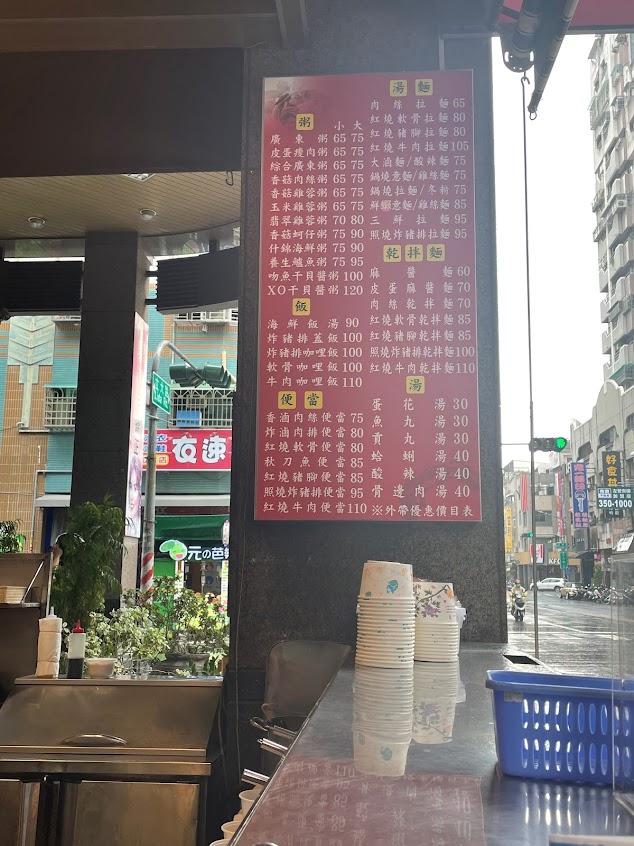 粥
小 大
廣東粥 65 75
皮蛋瘦肉粥 65 75
綜合廣東粥 65 75
香菇肉絲粥 65 75
香菇雞蓉粥 65 75
玉米雞蓉粥 65 75
翡翠雞蓉粥 70 80
香菇蚵仔粥 75 90
什錦海鮮粥 75 90
養生鱸魚粥 75 95
吻魚干貝醬粥 100
XO干貝醬粥 120
飯
海鮮飯湯 90
炸豬排蓋飯 100
炸豬排咖哩飯 100
軟骨咖哩飯 100
牛肉咖哩飯 110
便當
香滷肉絲便當 75
炸滷肉排便當 80
紅燒軟骨便當 80
秋刀魚便當 85
紅燒豬腳便當 85
照燒炸豬排便當 95
紅燒牛肉便當 110
湯麵
肉絲/拉麵 65
紅燒軟骨拉麵 80
紅燒豬腳拉麵 80
紅燒牛肉拉麵 105
大滷麵/酸辣麵 75
鍋燒意麵/雞絲麵 75
鍋燒拉麵/冬粉 75
意麵/雞絲麵 85
三鮮拉麵 95
照燒炸豬排拉麵 95
乾拌麵
麻醬麵 60
皮蛋麻醬麵 70
肉絲乾拌麵 70
紅燒軟骨乾拌麵 85
紅燒豬腳乾拌麵 85
照燒炸豬排乾拌麵 100
紅燒牛肉乾拌麵 110
湯
蛋花湯 30
魚丸湯 30
貢丸湯 30
蛤蜊湯 40
酸辣湯 40
骨邊肉湯 40
※外帶優惠價目表
衣速
元の芭
好食
350-1000